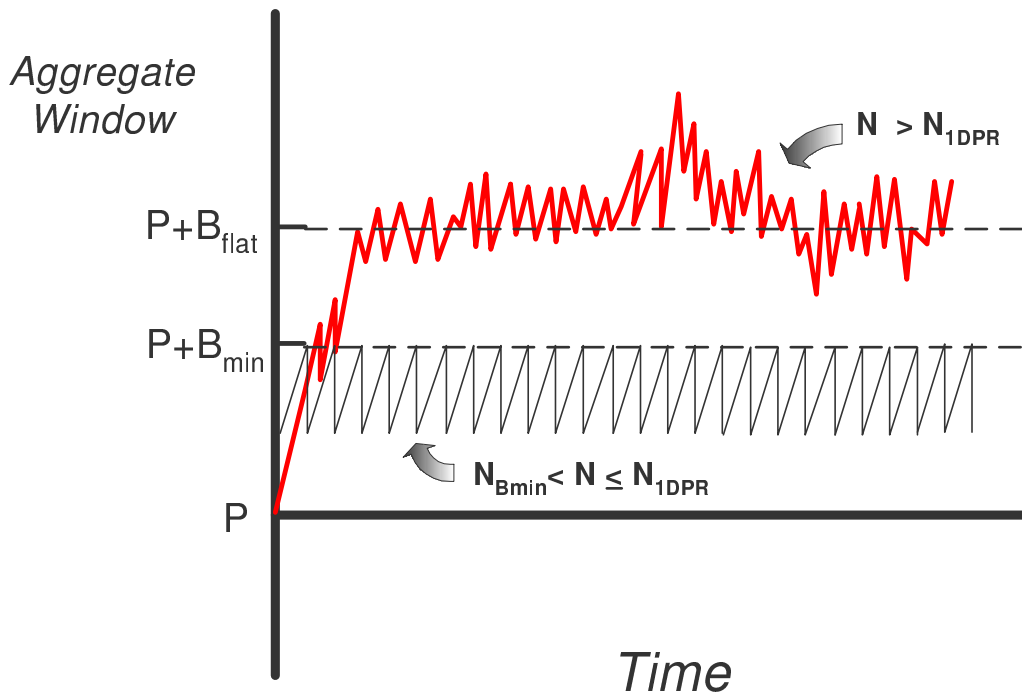 Aggregate
Window
N > N1DPR
P+Bflat
P+Bmin
NBmin< N ≤ N1DPR
P
Time